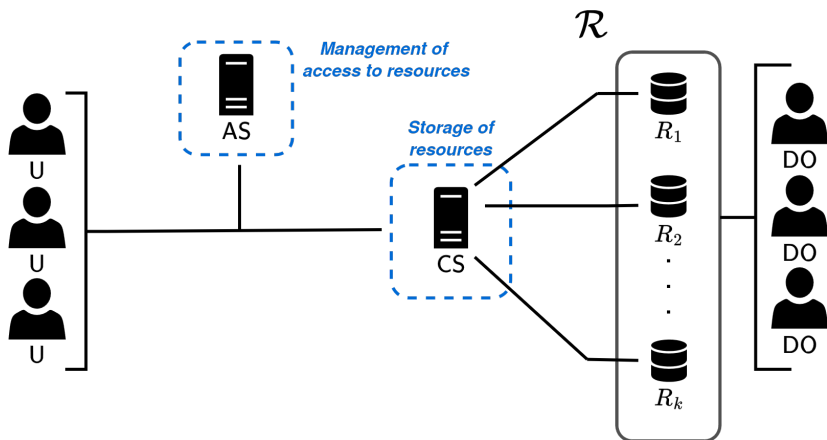 ℛ
Management of
access to resources
AS
Storage of
resources
CS
U
U
U
R₁
R₂
.
.
.
Rₖ
DO
DO
DO